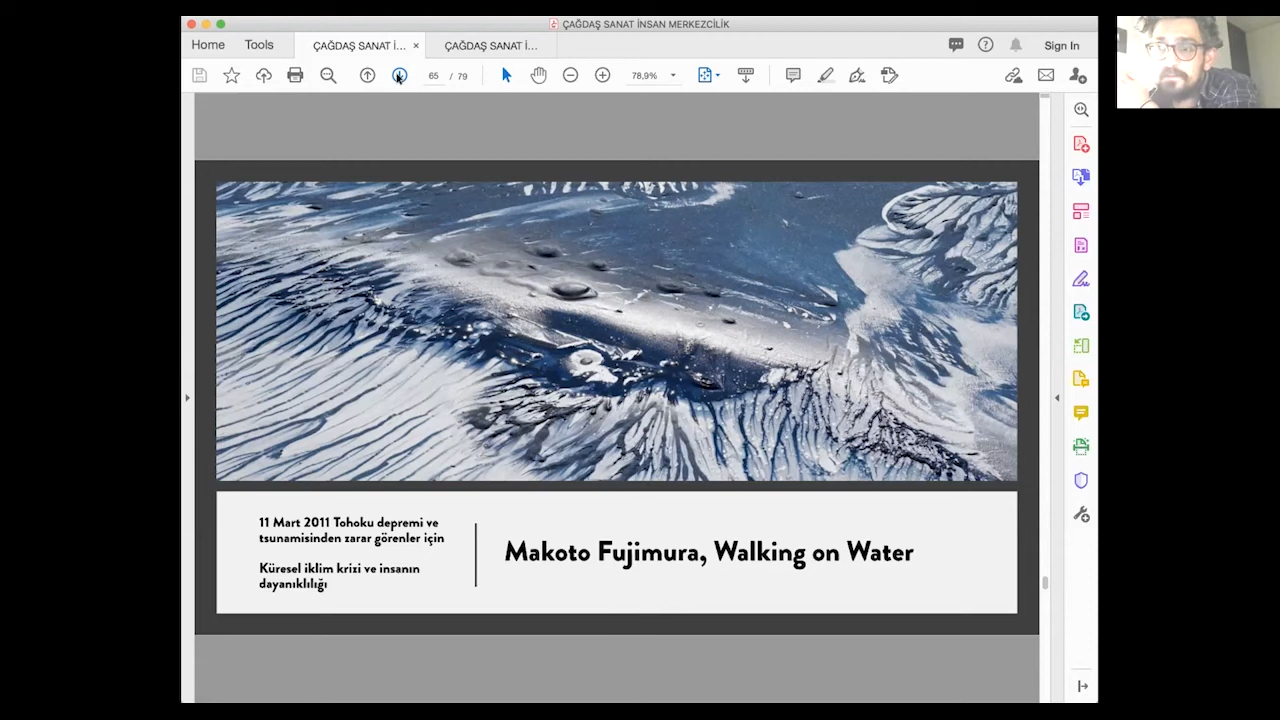 ÇAĞDAŞ SANAT İNSAN MERKEZCİLİK
Home
Tools
ÇAĞDAŞ SANAT İ...
ÇAĞDAŞ SANAT İ...
Sign In
65 / 79
78,9%
11 Mart 2011 Tohoku depremi ve
tsunamisinden zarar görenler için
Küresel iklim krizi ve insanın
dayanıklılığı
Makoto Fujimura, Walking on Water